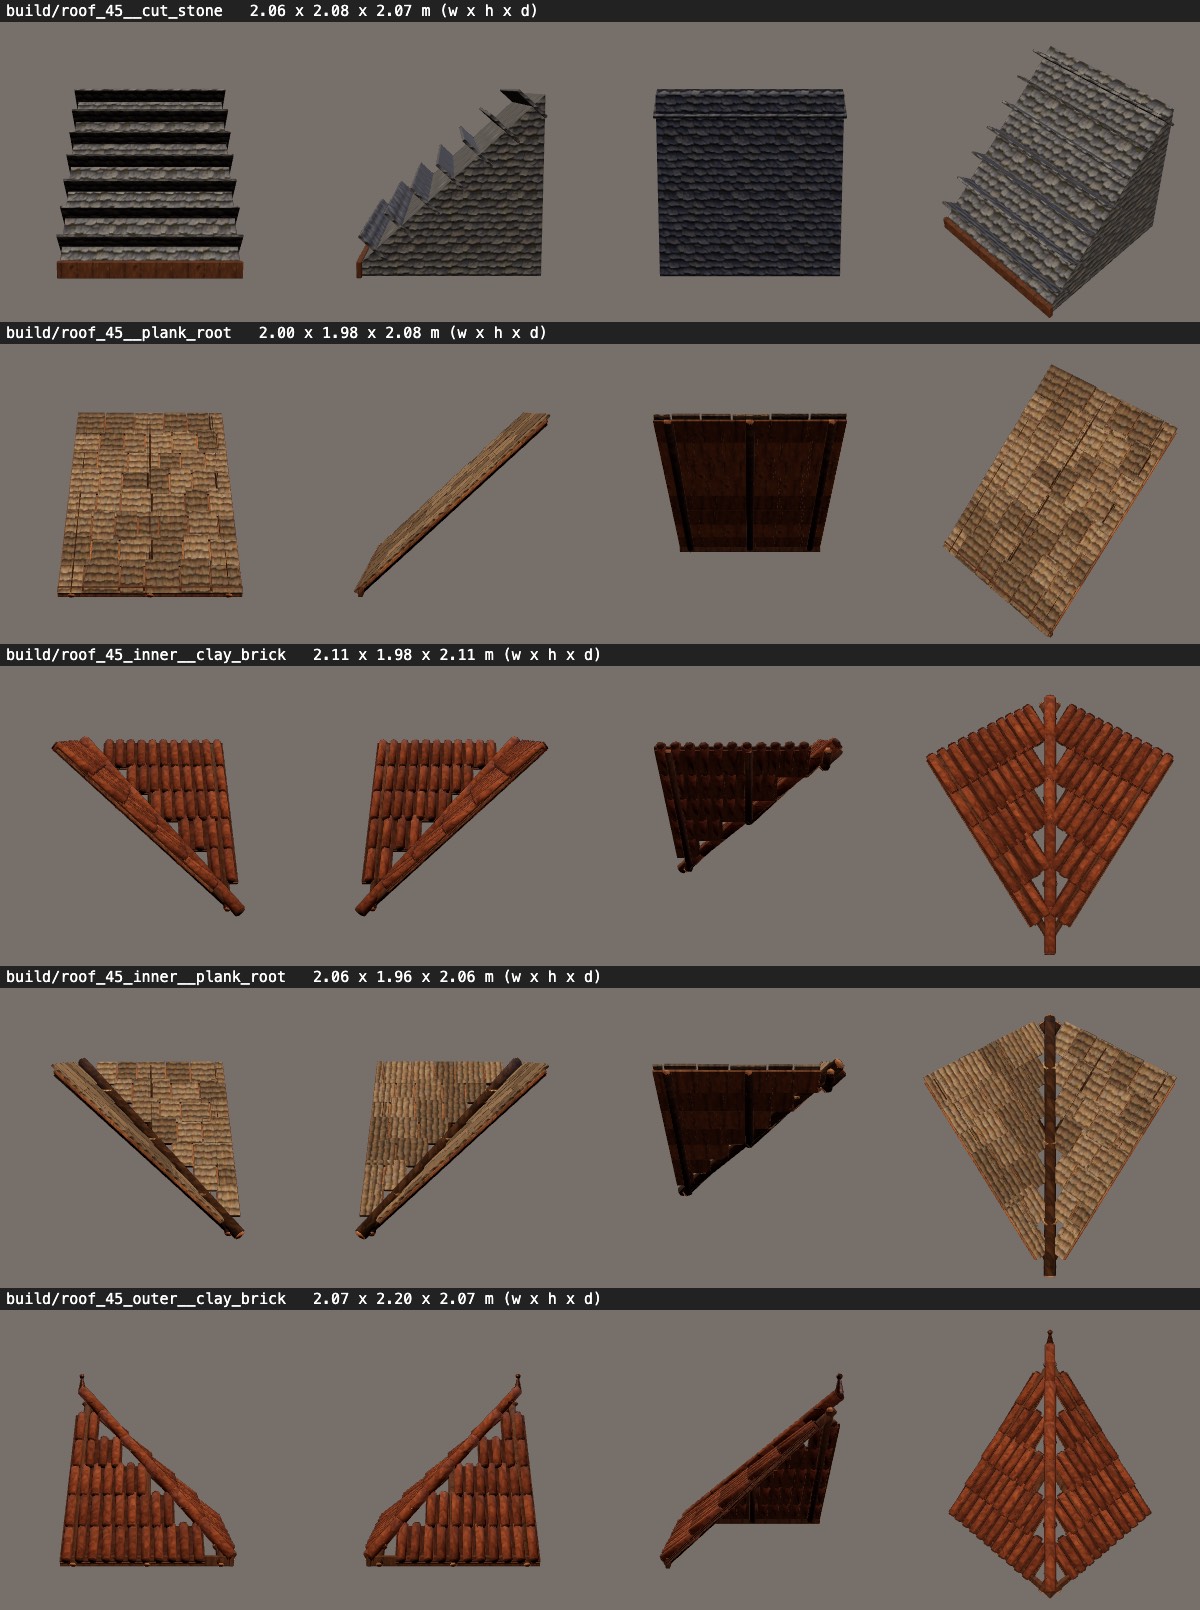 build/roof_45__cut_stone   2.06 x 2.08 x 2.07 m (w x h x d)
build/roof_45__plank_root   2.00 x 1.98 x 2.08 m (w x h x d)
build/roof_45_inner__clay_brick   2.11 x 1.98 x 2.11 m (w x h x d)
build/roof_45_inner__plank_root   2.06 x 1.96 x 2.06 m (w x h x d)
build/roof_45_outer__clay_brick   2.07 x 2.20 x 2.07 m (w x h x d)